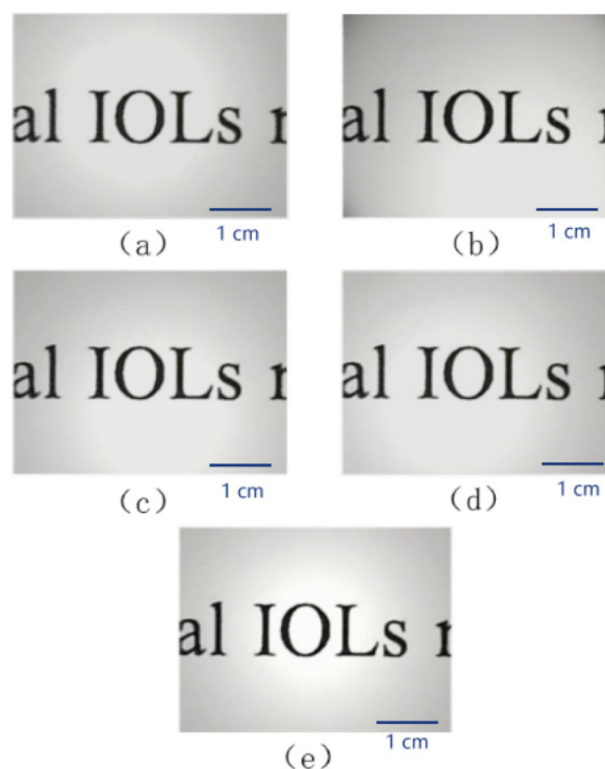 al IOLs r
1 cm
(a)
al IOLs r
1 cm
(b)
al IOLs r
1 cm
(c)
al IOLs r
1 cm
(d)
al IOLs r
1 cm
(e)